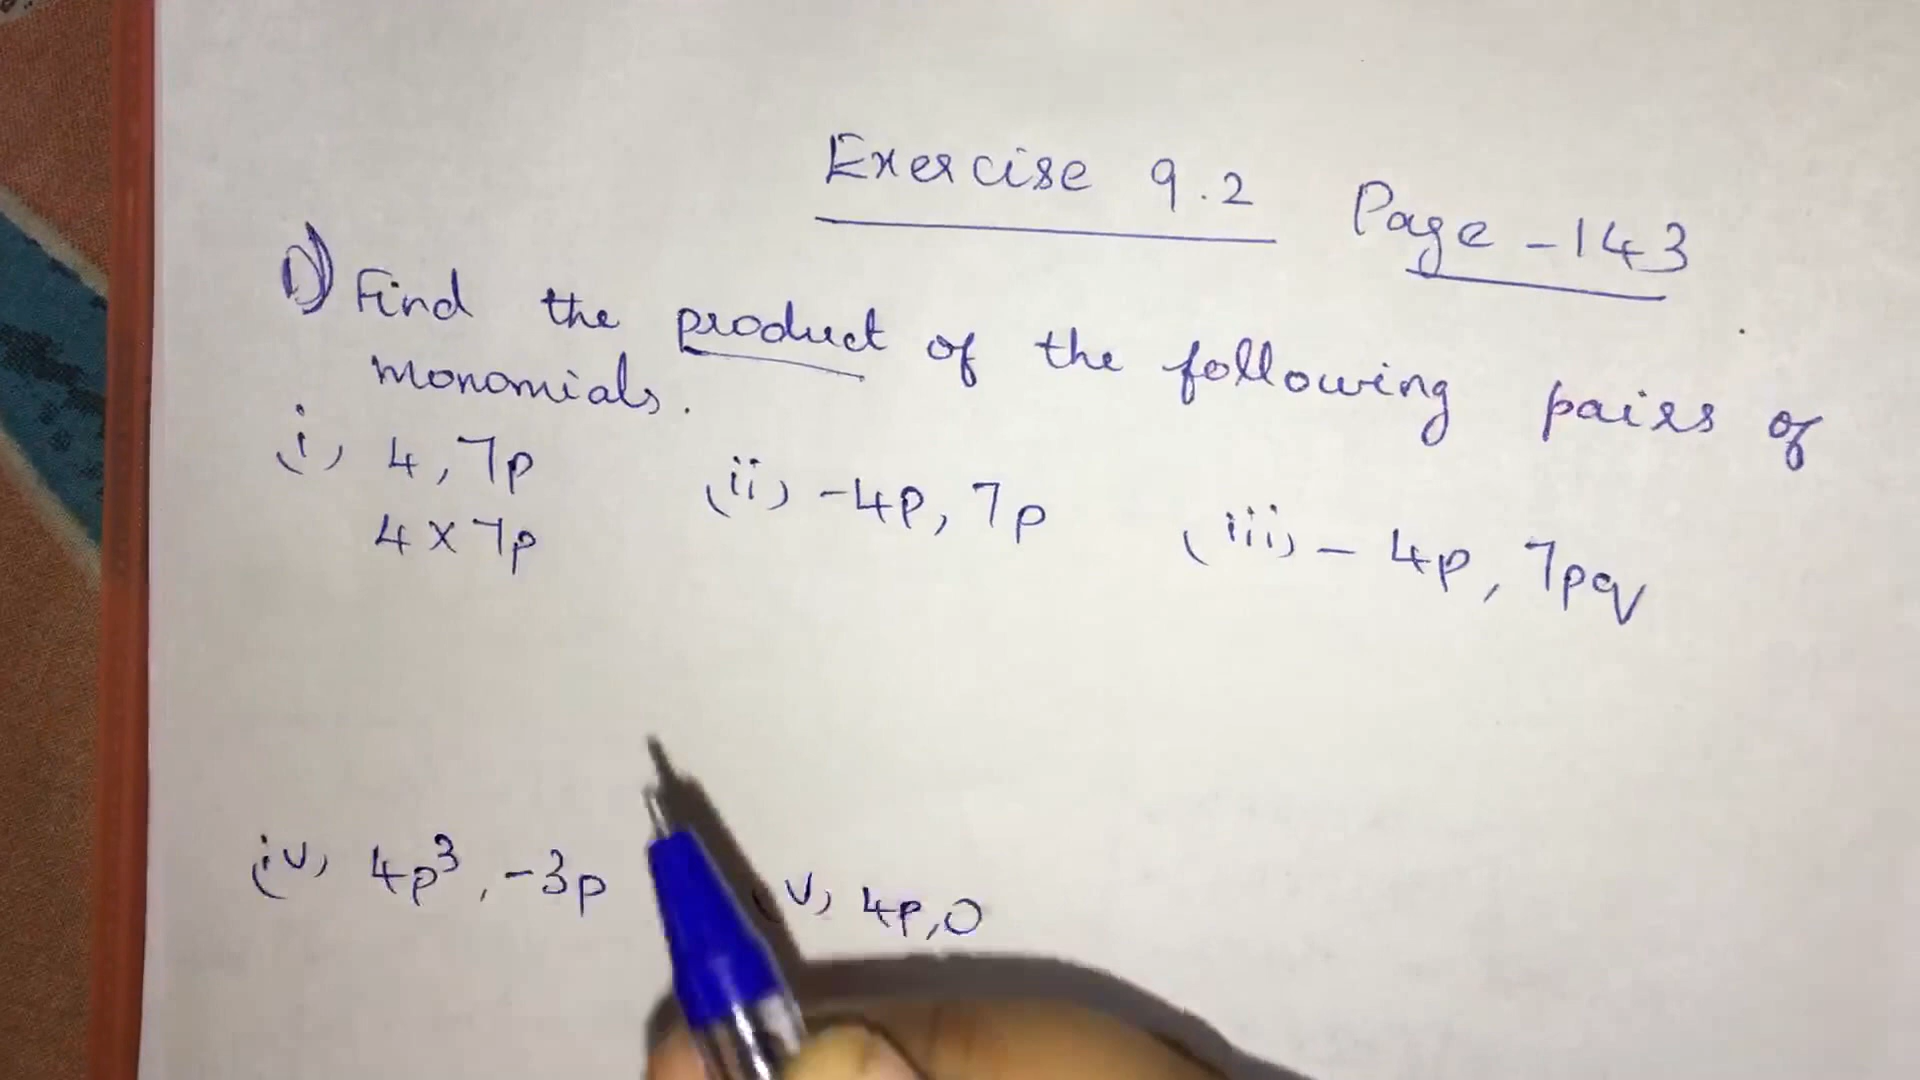 Exercise 9.2 Page - 143
1) Find the product of the following pairs of
monomials.
(i) 4, 7p (ii) -4p, 7p (iii) - 4p, 7pq
4 × 7p
(iv) 4p³, -3p (v) 4p, 0